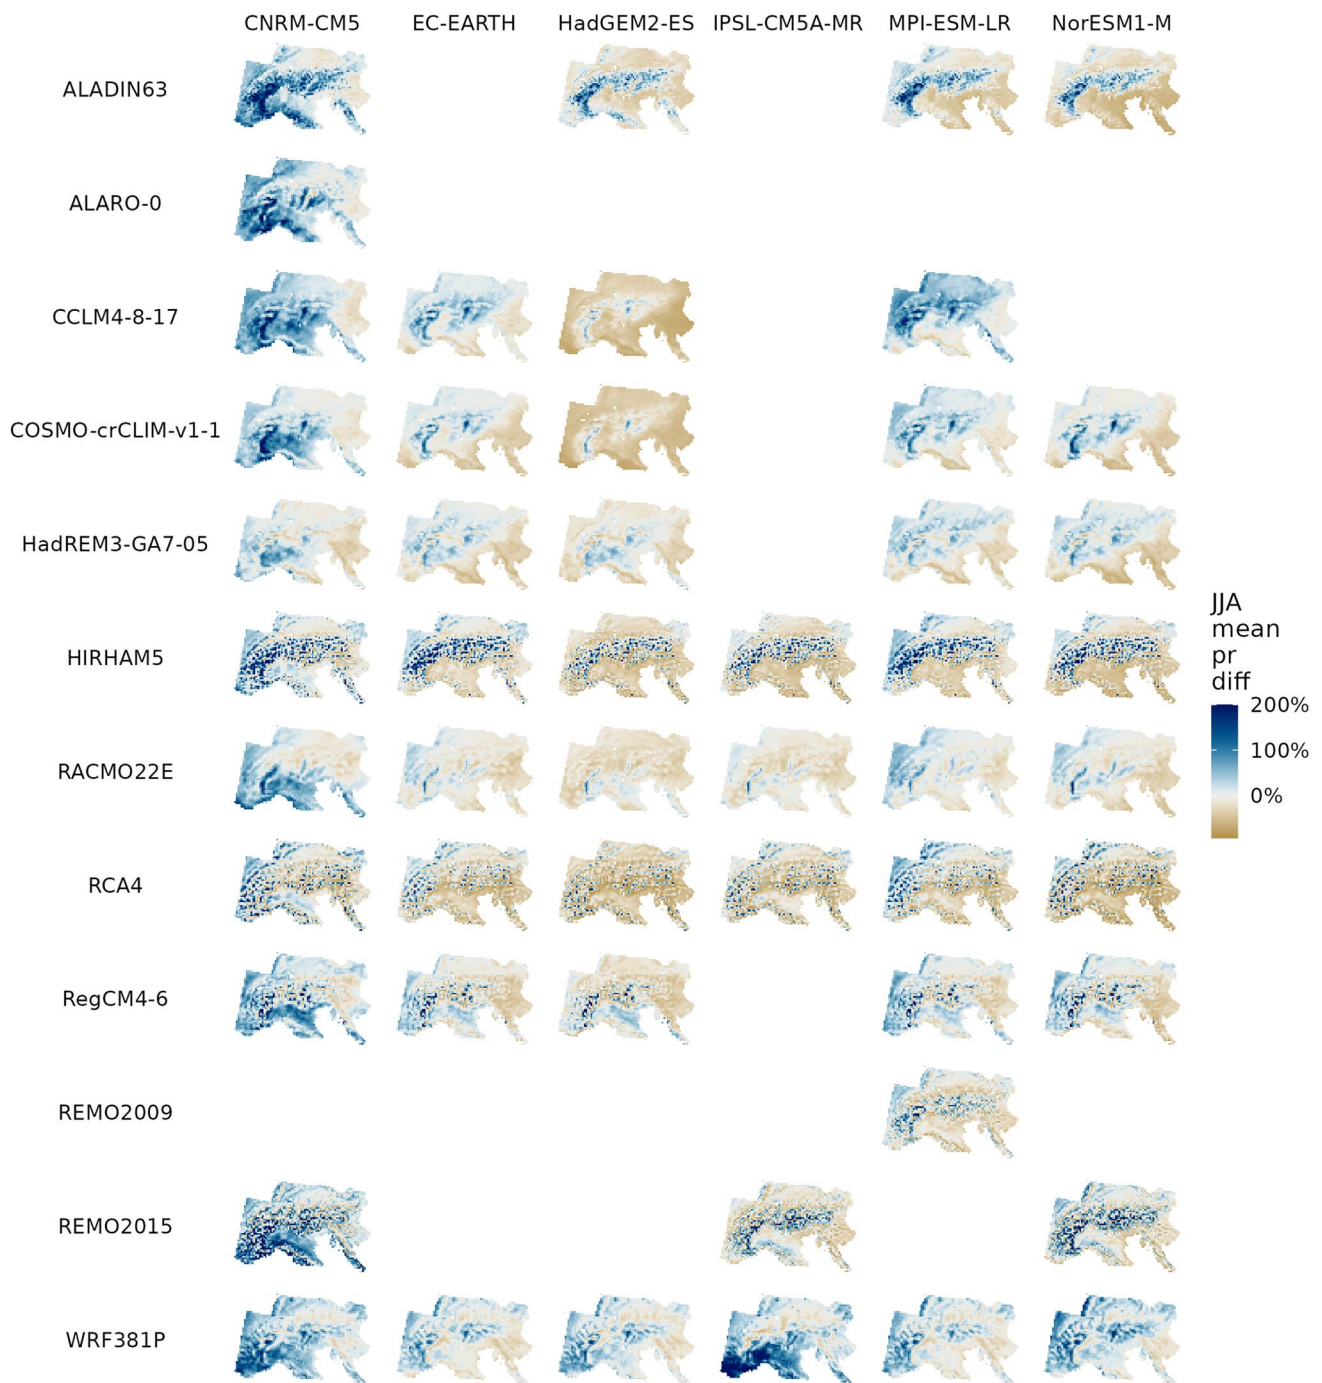 CNRM-CM5 EC-EARTH HadGEM2-ES IPSL-CM5A-MR MPI-ESM-LR NorESM1-M
ALADIN63
ALARO-0
CCLM4-8-17
COSMO-crCLIM-v1-1
HadREM3-GA7-05
HIRHAM5
RACMO22E
RCA4
RegCM4-6
REMO2009
REMO2015
WRF381P
JJA
mean
pr
diff
200%
100%
0%